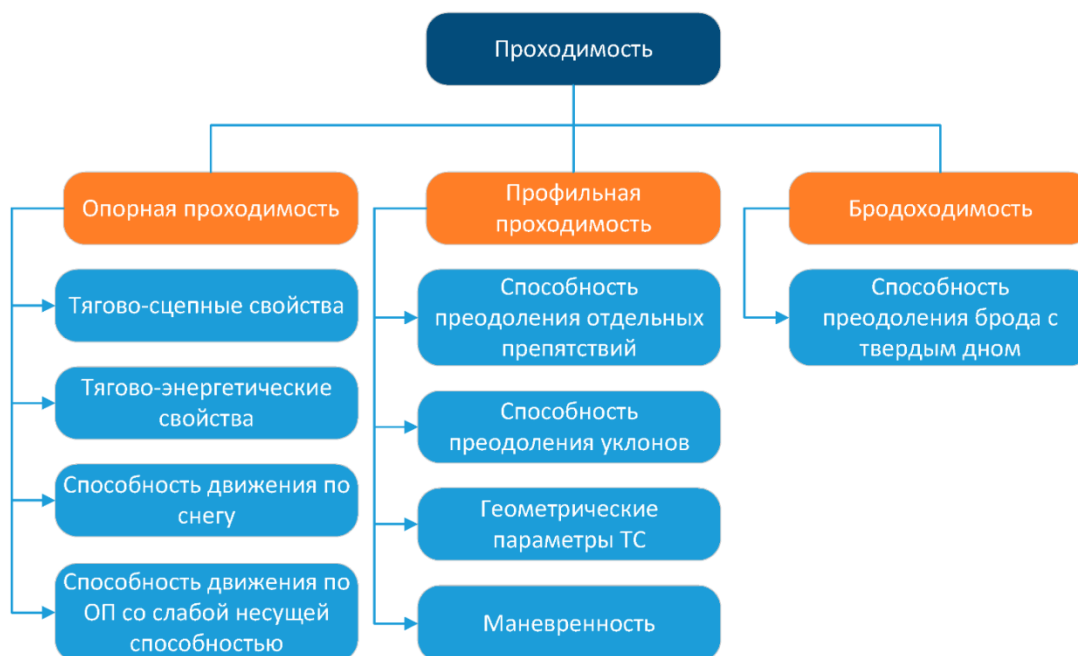 Проходимость
Опорная проходимость
Тягово-сцепные свойства
Тягово-энергетические
свойства
Способность движения по
снегу
Способность движения по
ОП со слабой несущей
способностью
Профильная
проходимость
Способность
преодоления отдельных
препятствий
Способность
преодоления уклонов
Геометрические
параметры ТС
Маневренность
Бродоходимость
Способность
преодоления брода с
твердым дном